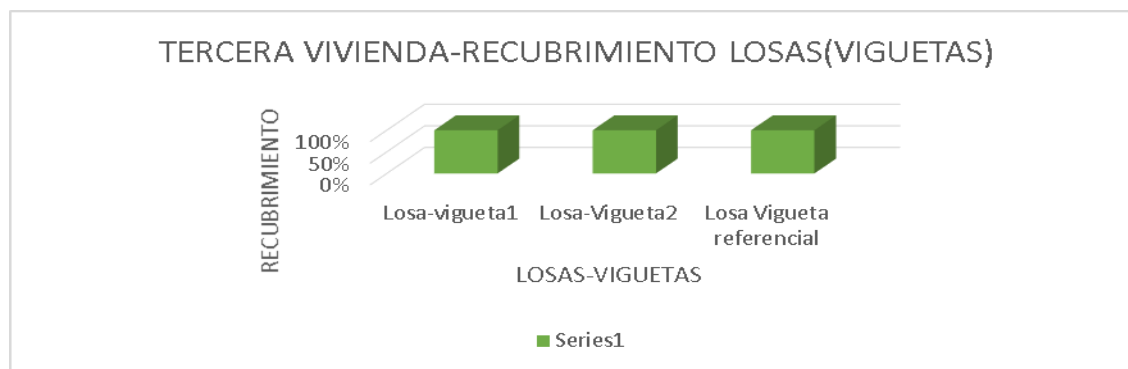 TERCERA VIVIENDA-RECUBRIMIENTO LOSAS(VIGUETAS)
RECUBRIMIENTO
100%
50%
0%
Losa-vigueta1
Losa-Vigueta2
Losa Vigueta
referencial
LOSAS-VIGUETAS
Series1